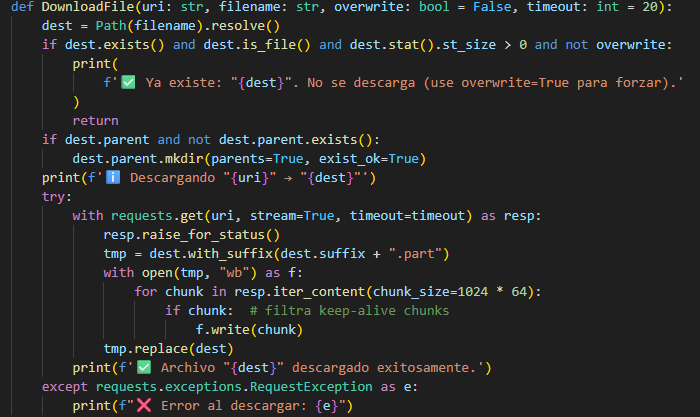 def DownloadFile(uri: str, filename: str, overwrite: bool = False, timeout: int = 20):
    dest = Path(filename).resolve()
    if dest.exists() and dest.is_file() and dest.stat().st_size > 0 and not overwrite:
        print(
            f'✅ Ya existe: "{dest}". No se descarga (use overwrite=True para forzar).'
        )
        return
    if dest.parent and not dest.parent.exists():
        dest.parent.mkdir(parents=True, exist_ok=True)
    print(f'ℹ️ Descargando "{uri}" → "{dest}"')
    try:
        with requests.get(uri, stream=True, timeout=timeout) as resp:
            resp.raise_for_status()
            tmp = dest.with_suffix(dest.suffix + ".part")
            with open(tmp, "wb") as f:
                for chunk in resp.iter_content(chunk_size=1024 * 64):
                    if chunk:  # filtra keep-alive chunks
                        f.write(chunk)
            tmp.replace(dest)
        print(f'✅ Archivo "{dest}" descargado exitosamente.')
    except requests.exceptions.RequestException as e:
        print(f"❌ Error al descargar: {e}")